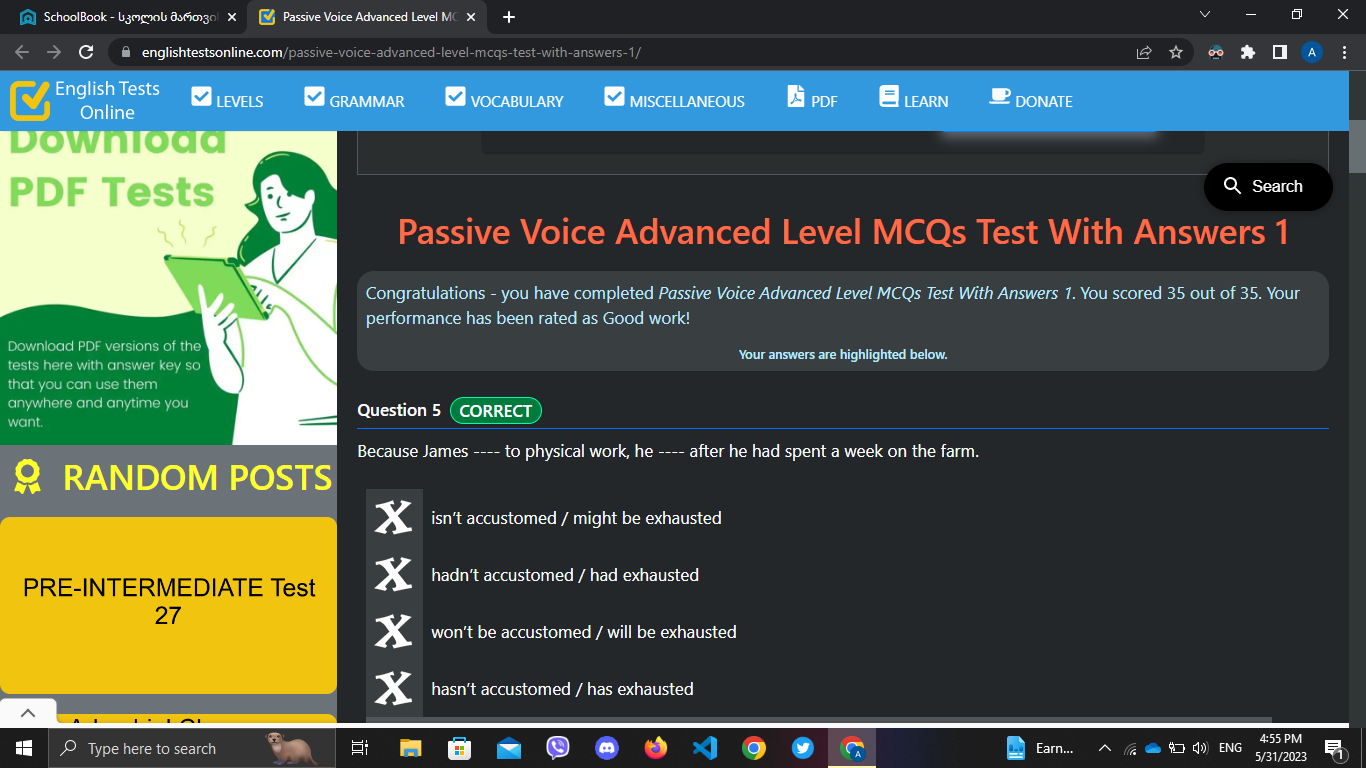 SchoolBook - სკოლის მართვი
Passive Voice Advanced Level MC
englishtestsonline.com/passive-voice-advanced-level-mcqs-test-with-answers-1/
A
English Tests
Online
LEVELS
GRAMMAR
VOCABULARY
MISCELLANEOUS
PDF
LEARN
DONATE
Download
PDF Tests
Download PDF versions of the
tests here with answer key so
that you can use them
anywhere and anytime you
want.
RANDOM POSTS
PRE-INTERMEDIATE Test
27
Search
Passive Voice Advanced Level MCQs Test With Answers 1
Congratulations - you have completed Passive Voice Advanced Level MCQs Test With Answers 1. You scored 35 out of 35. Your
performance has been rated as Good work!
Your answers are highlighted below.
Question 5 CORRECT
Because James ---- to physical work, he ---- after he had spent a week on the farm.
X isn’t accustomed / might be exhausted
X hadn’t accustomed / had exhausted
X won’t be accustomed / will be exhausted
X hasn’t accustomed / has exhausted
Type here to search
A
Earn...
ENG
4:55 PM
5/31/2023
1